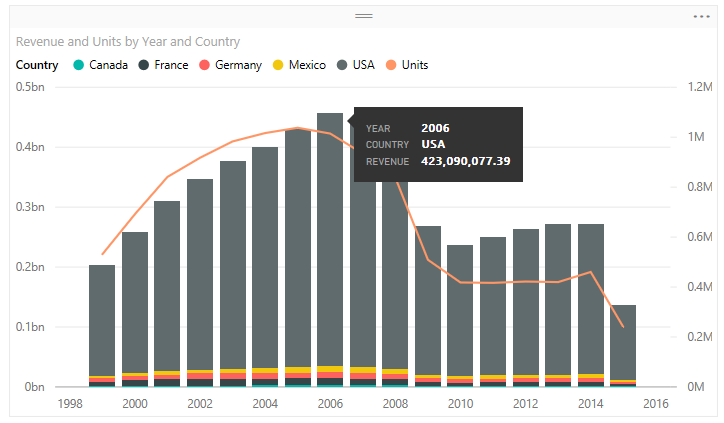 Revenue and Units by Year and Country
Country Canada France Germany Mexico USA Units
0.5bn
0.4bn
0.3bn
0.2bn
0.1bn
0bn
1.2M
1M
0.8M
0.6M
0.4M
0.2M
0M
YEAR 2006
COUNTRY USA
REVENUE 423,090,077.39
1998 2000 2002 2004 2006 2008 2010 2012 2014 2016